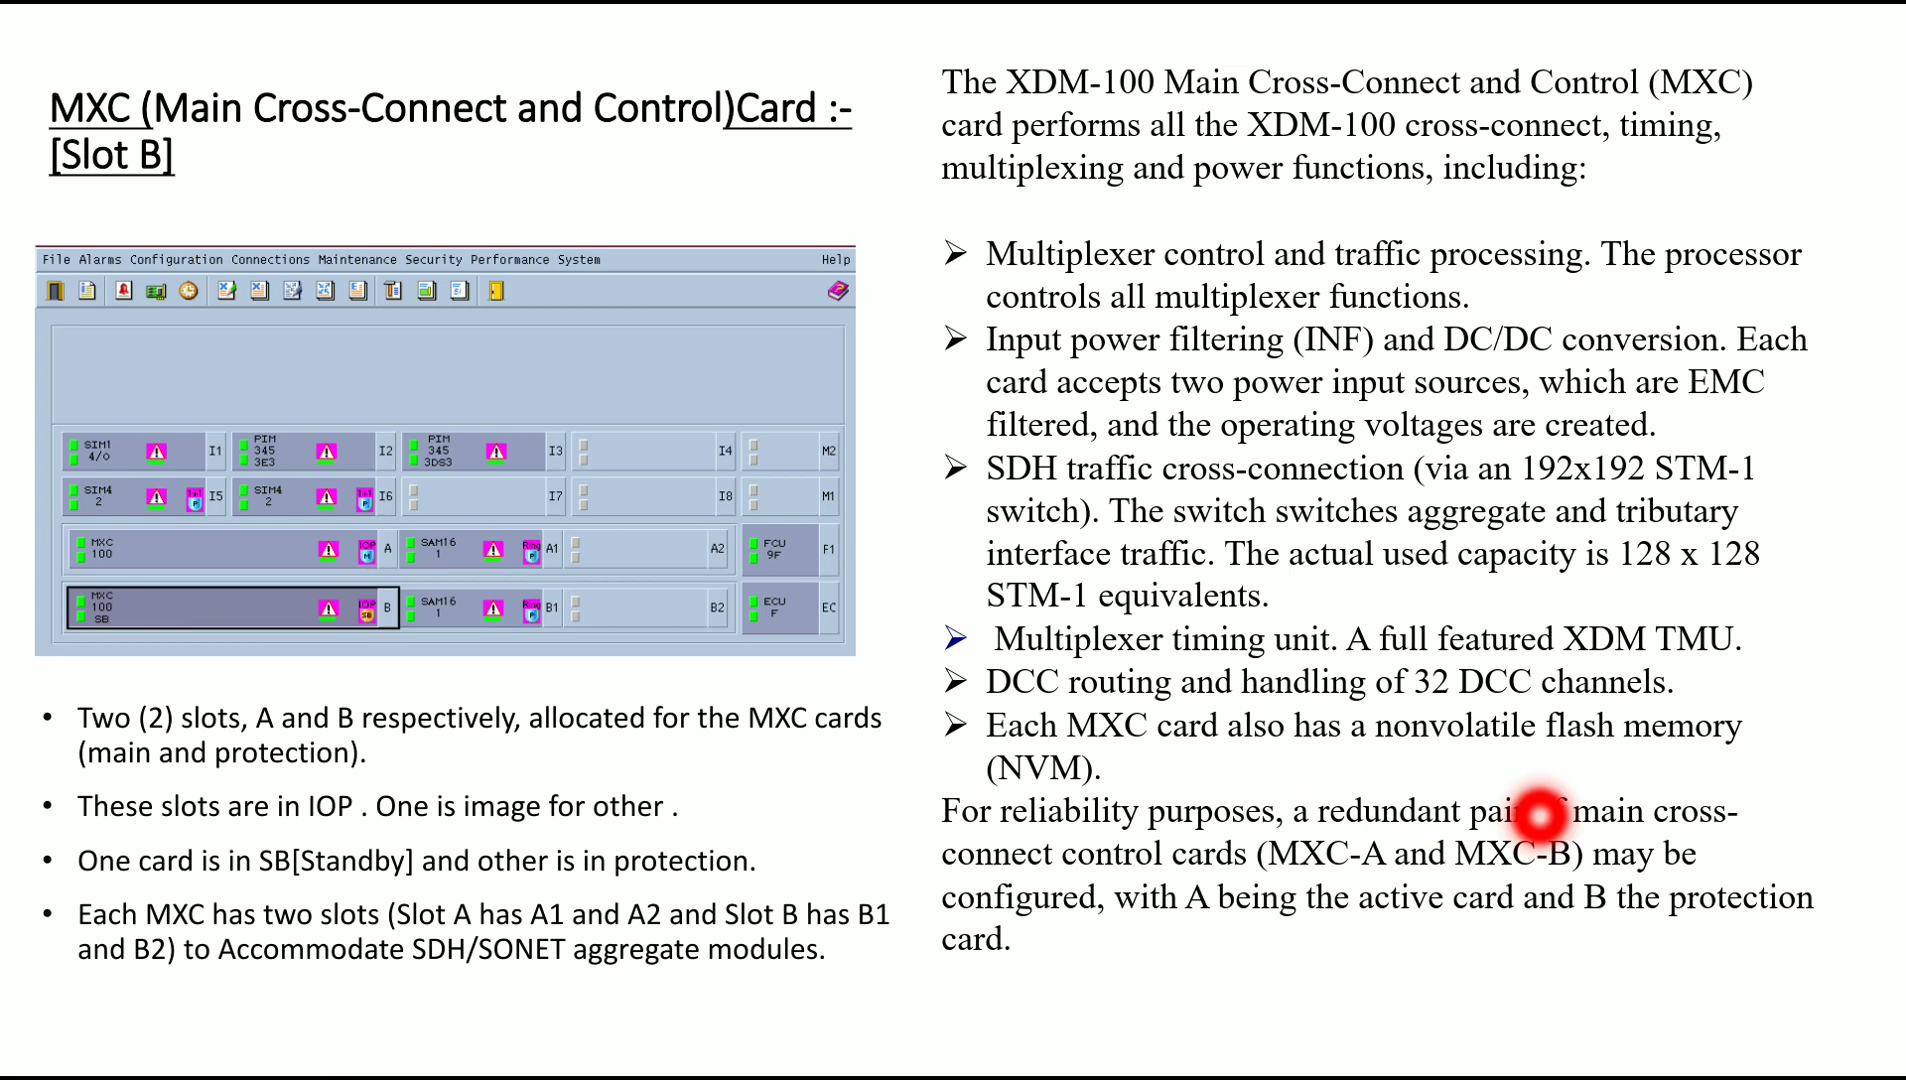 MXC (Main Cross-Connect and Control)Card :-
[Slot B]
File Alarms Configuration Connections Maintenance Security Performance System Help
SIM1
4/o
I1
PIM
345
3E3
I2
PIM
345
3DS3
I3
I4
M2
SIM4
2
1+1
P
I5
SIM4
2
1+1
P
I6
I7
I8
M1
MXC
100
IOP
M
A
SAM16
1
Ring
P
A1
A2
FCU
9F
F1
MXC
100
SB
IOP
SB
B
SAM16
1
Ring
P
B1
B2
ECU
F
EC
• Two (2) slots, A and B respectively, allocated for the MXC cards
(main and protection).
• These slots are in IOP . One is image for other .
• One card is in SB[Standby] and other is in protection.
• Each MXC has two slots (Slot A has A1 and A2 and Slot B has B1
and B2) to Accommodate SDH/SONET aggregate modules.
The XDM-100 Main Cross-Connect and Control (MXC)
card performs all the XDM-100 cross-connect, timing,
multiplexing and power functions, including:
➢ Multiplexer control and traffic processing. The processor
controls all multiplexer functions.
➢ Input power filtering (INF) and DC/DC conversion. Each
card accepts two power input sources, which are EMC
filtered, and the operating voltages are created.
➢ SDH traffic cross-connection (via an 192x192 STM-1
switch). The switch switches aggregate and tributary
interface traffic. The actual used capacity is 128 x 128
STM-1 equivalents.
➢ Multiplexer timing unit. A full featured XDM TMU.
➢ DCC routing and handling of 32 DCC channels.
➢ Each MXC card also has a nonvolatile flash memory
(NVM).
For reliability purposes, a redundant pair of main cross-
connect control cards (MXC-A and MXC-B) may be
configured, with A being the active card and B the protection
card.